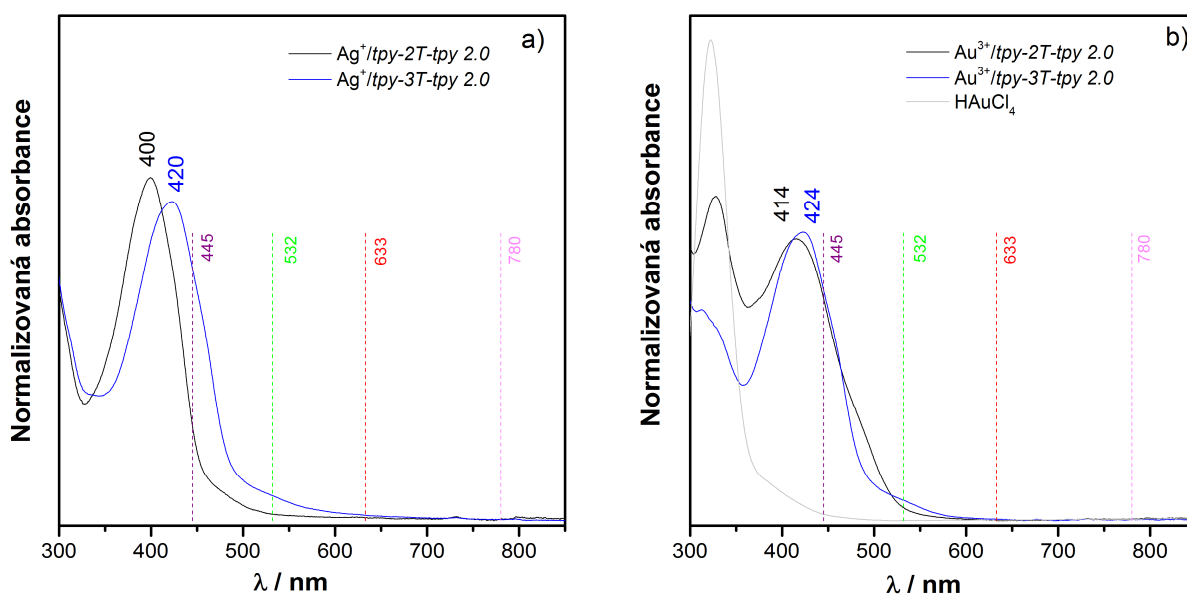 a)
Ag⁺/tpy-2T-tpy 2.0
Ag⁺/tpy-3T-tpy 2.0
400
420
445
532
633
780
Normalizovaná absorbance
300 400 500 600 700 800
λ / nm
b)
Au³⁺/tpy-2T-tpy 2.0
Au³⁺/tpy-3T-tpy 2.0
HAuCl₄
414
424
445
532
633
780
Normalizovaná absorbance
300 400 500 600 700 800
λ / nm